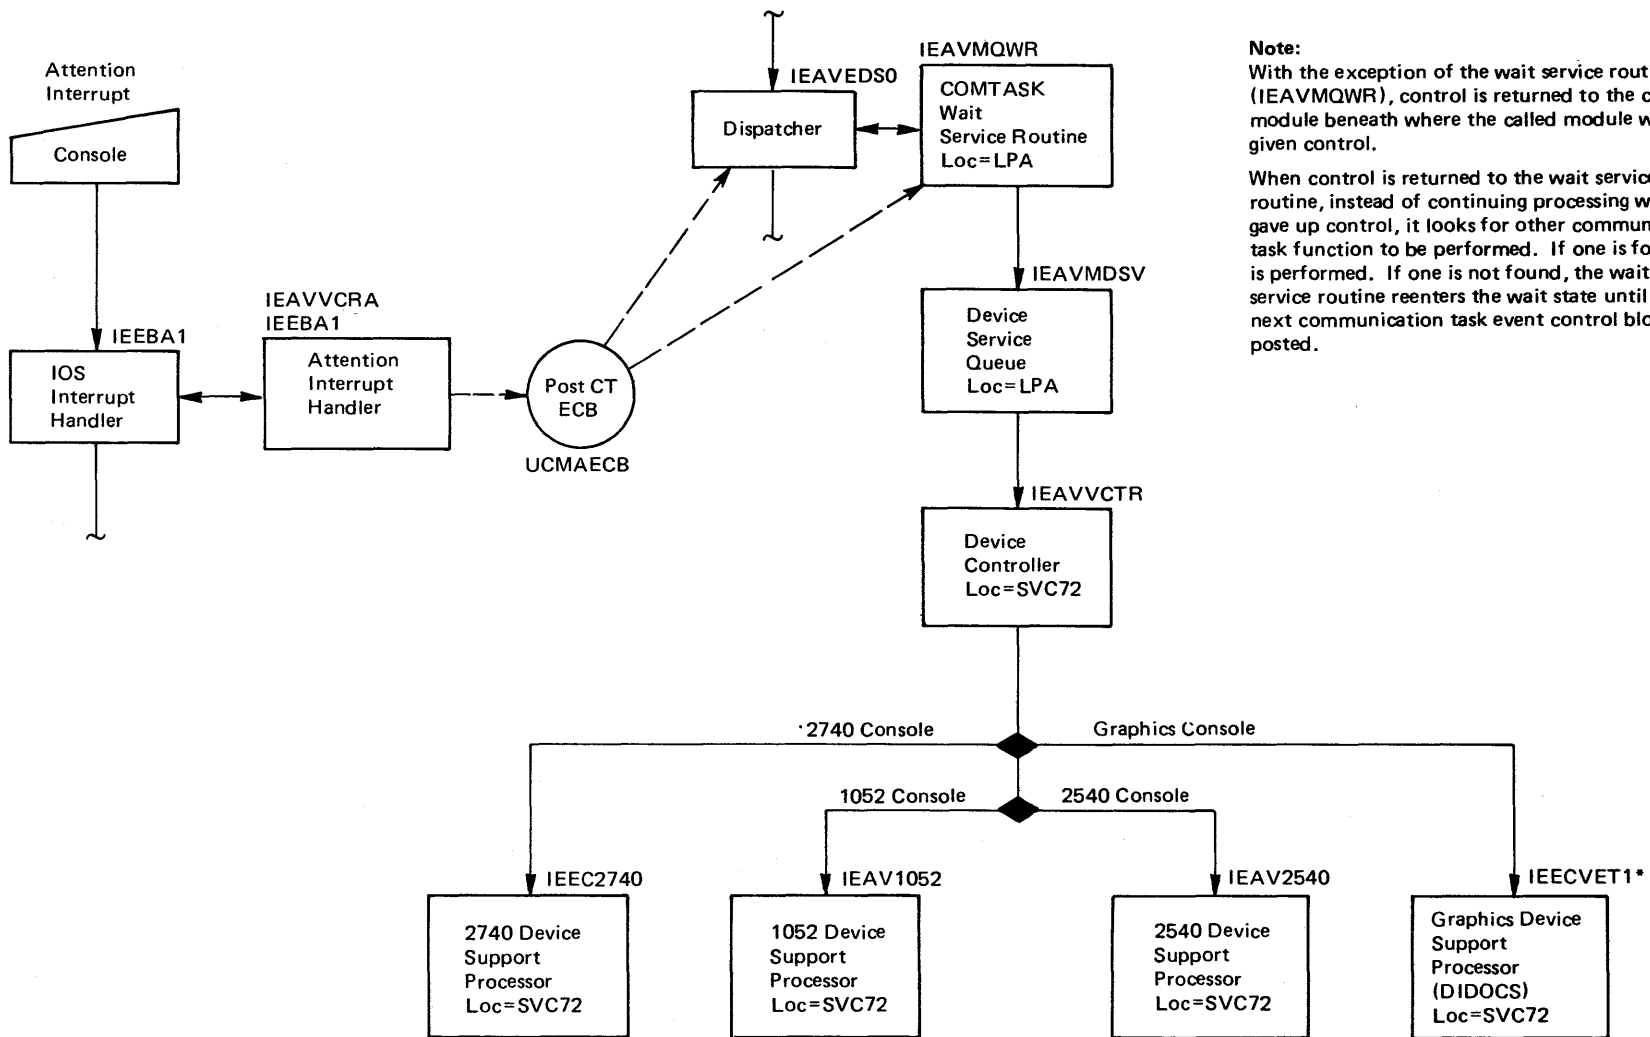 Attention
Interrupt
Console
IEEBA1
IOS
Interrupt
Handler
IEAVVCRA
IEEBA1
Attention
Interrupt
Handler
Post CT
ECB
UCMAECB
IEAVEDS0
Dispatcher
IEAVMQWR
COMTASK
Wait
Service Routine
Loc=LPA
IEAVMDSV
Device
Service
Queue
Loc=LPA
IEAVVCTR
Device
Controller
Loc=SVC72
2740 Console
Graphics Console
1052 Console
2540 Console
IEEC2740
2740 Device
Support
Processor
Loc=SVC72
IEAV1052
1052 Device
Support
Processor
Loc=SVC72
IEAV2540
2540 Device
Support
Processor
Loc=SVC72
IEECVET1*
Graphics Device
Support
Processor
(DIDOCS)
Loc=SVC72
Note:
With the exception of the wait service rout
(IEAVMQWR), control is returned to the c
module beneath where the called module w
given control.
When control is returned to the wait servic
routine, instead of continuing processing w
gave up control, it looks for other commun
task function to be performed. If one is fo
is performed. If one is not found, the wait
service routine reenters the wait state until
next communication task event control blo
posted.